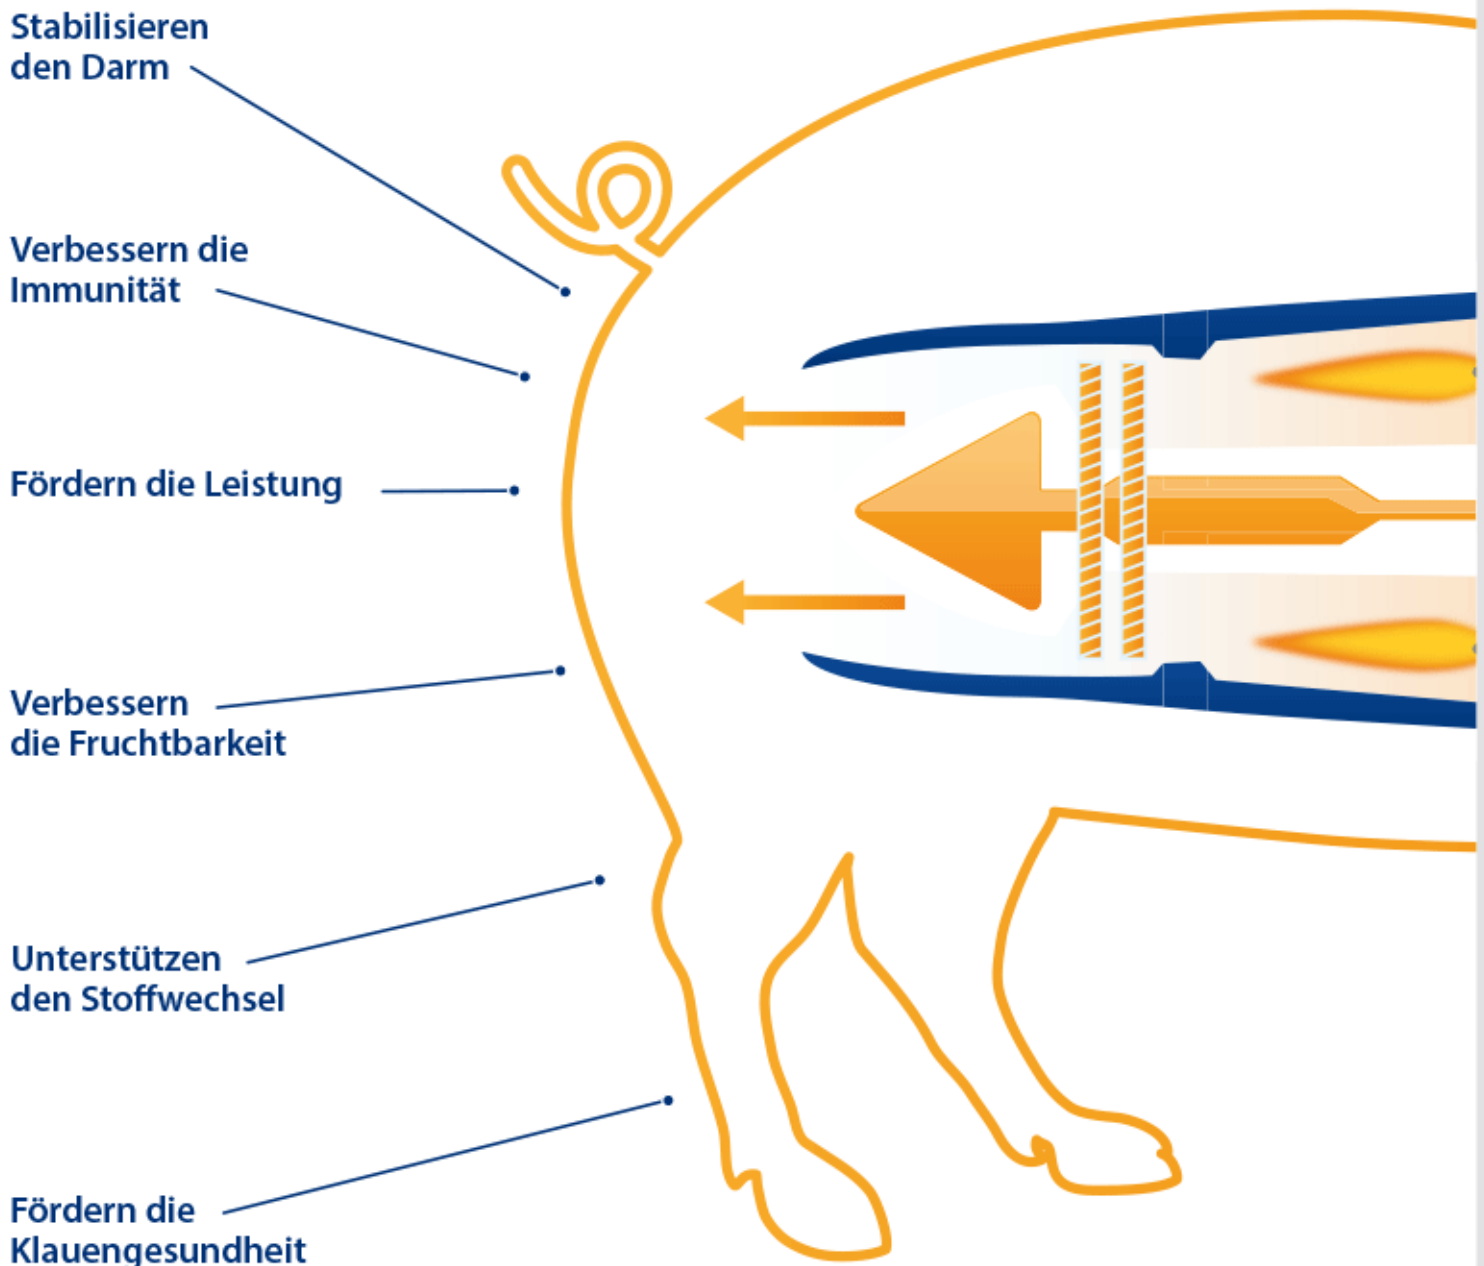 Stabilisieren
den Darm
Verbessern die
Immunität
Fördern die Leistung
Verbessern
die Fruchtbarkeit
Unterstützen
den Stoffwechsel
Fördern die
Klauengesundheit